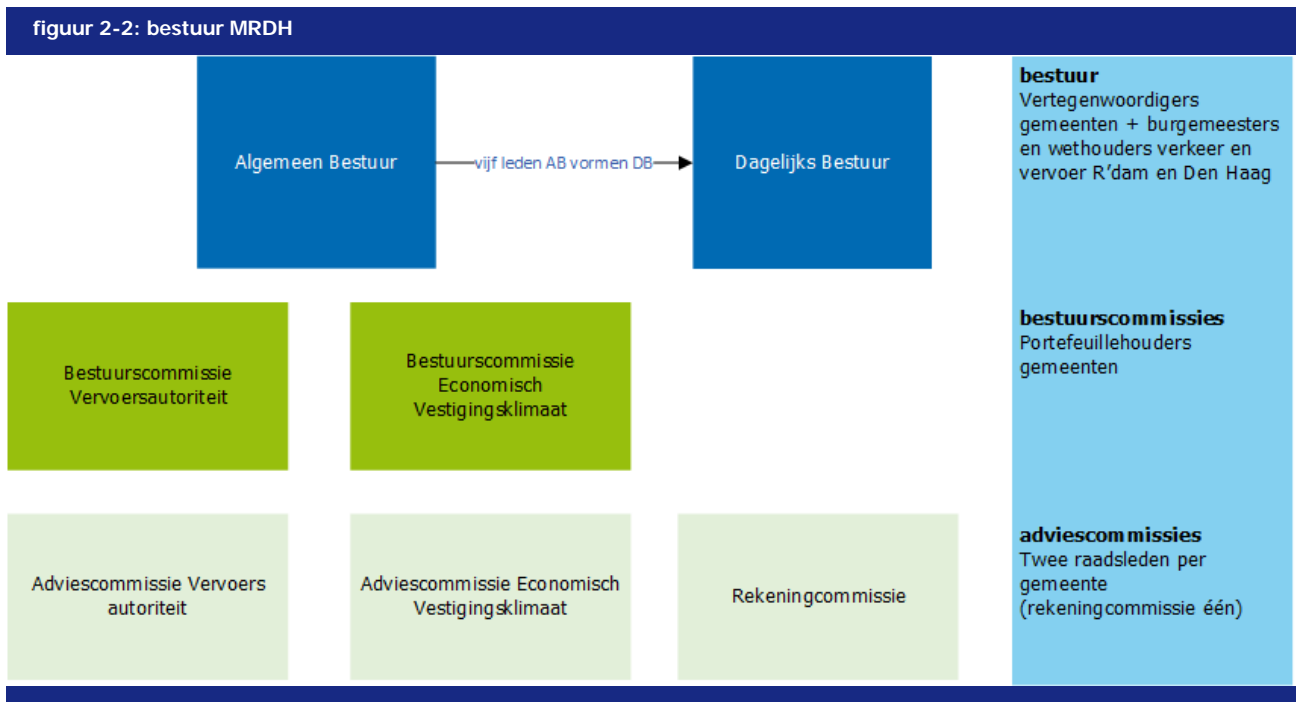 figuur 2-2: bestuur MRDH
Algemeen Bestuur
vijf leden AB vormen DB
Dagelijks Bestuur
bestuur
Vertegenwoordigers
gemeenten + burgemeesters
en wethouders verkeer en
vervoer R'dam en Den Haag
Bestuurscommissie
Vervoersautoriteit
Bestuurscommissie
Economisch
Vestigingsklimaat
bestuurscommissies
Portefeuillehouders
gemeenten
Adviescommissie Vervoers
autoriteit
Adviescommissie Economisch
Vestigingsklimaat
Rekeningcommissie
adviescommissies
Twee raadsleden per
gemeente
(rekeningcommissie één)